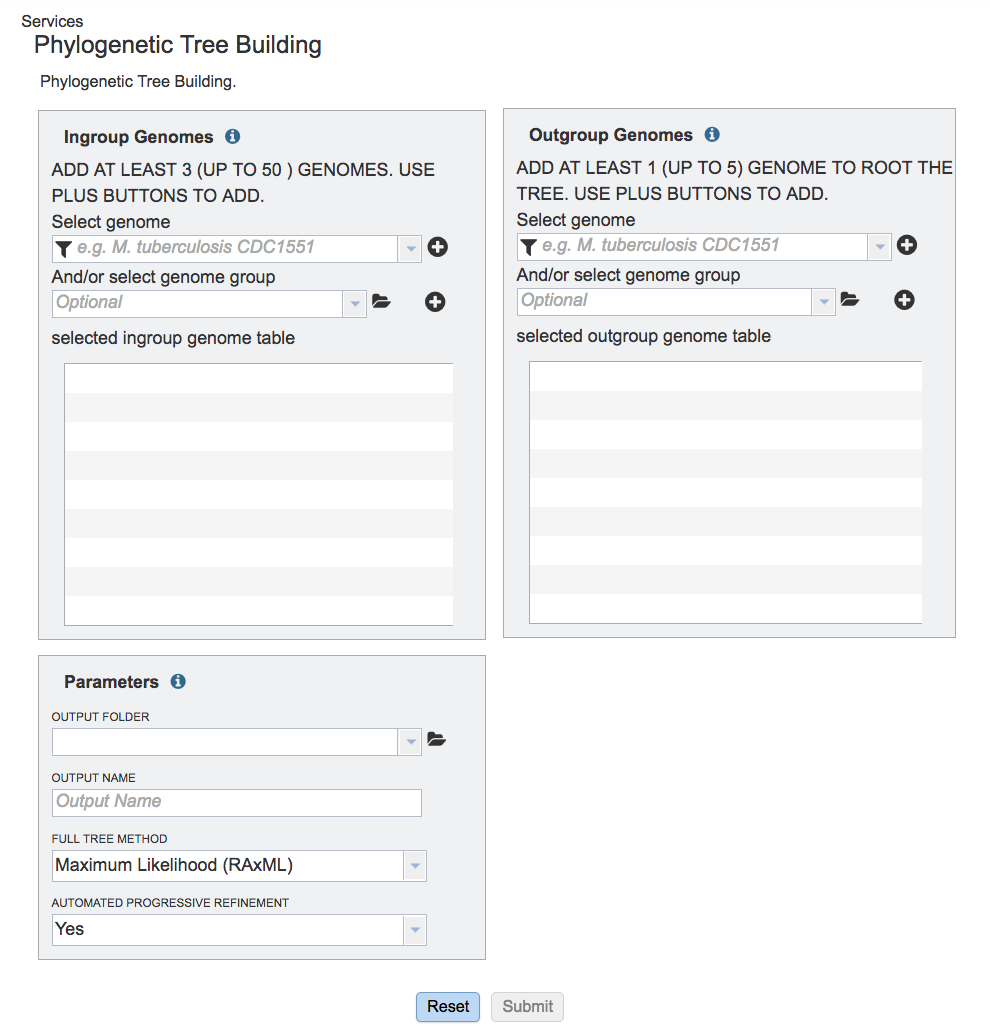 Services
Phylogenetic Tree Building
Phylogenetic Tree Building.
Ingroup Genomes
ADD AT LEAST 3 (UP TO 50 ) GENOMES. USE
PLUS BUTTONS TO ADD.
Select genome
e.g. M. tuberculosis CDC1551
And/or select genome group
Optional
selected ingroup genome table
Outgroup Genomes
ADD AT LEAST 1 (UP TO 5) GENOME TO ROOT THE
TREE. USE PLUS BUTTONS TO ADD.
Select genome
e.g. M. tuberculosis CDC1551
And/or select genome group
Optional
selected outgroup genome table
Parameters
OUTPUT FOLDER
OUTPUT NAME
Output Name
FULL TREE METHOD
Maximum Likelihood (RAxML)
AUTOMATED PROGRESSIVE REFINEMENT
Yes
Reset
Submit